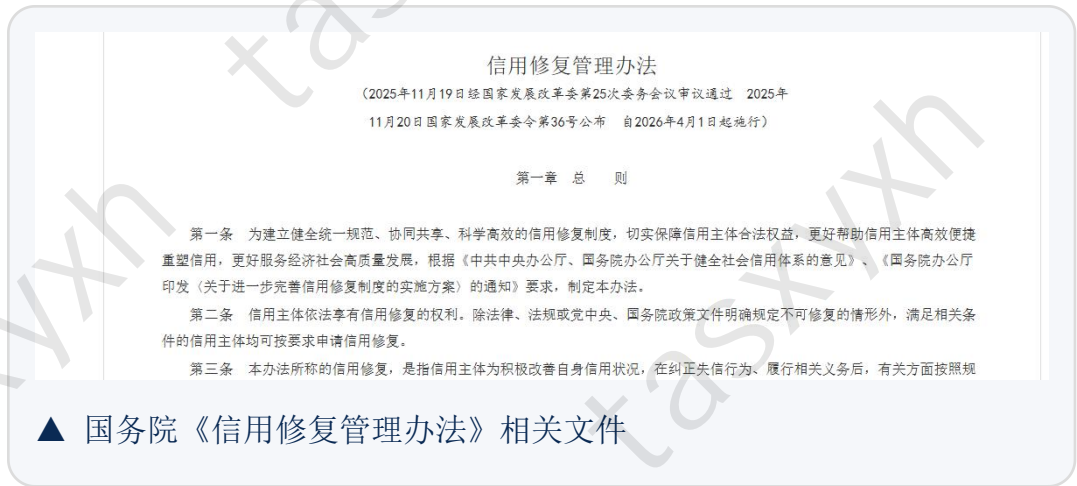 信用修复管理办法
（2025年11月19日经国家发展改革委第25次委务会议审议通过　2025年
11月20日国家发展改革委令第36号公布　自2026年4月1日起施行）
第一章　总　　则
第一条　为建立健全统一规范、协同共享、科学高效的信用修复制度，切实保障信用主体合法权益，更好帮助信用主体高效便捷
重塑信用，更好服务经济社会高质量发展，根据《中共中央办公厅、国务院办公厅关于健全社会信用体系的意见》、《国务院办公厅
印发〈关于进一步完善信用修复制度的实施方案〉的通知》要求，制定本办法。
第二条　信用主体依法享有信用修复的权利。除法律、法规或党中央、国务院政策文件明确规定不可修复的情形外，满足相关条
件的信用主体均可按要求申请信用修复。
第三条　本办法所称的信用修复，是指信用主体为积极改善自身信用状况，在纠正失信行为、履行相关义务后，有关方面按照规
▲ 国务院《信用修复管理办法》相关文件
tasxyxh
tasxyxh
yxh